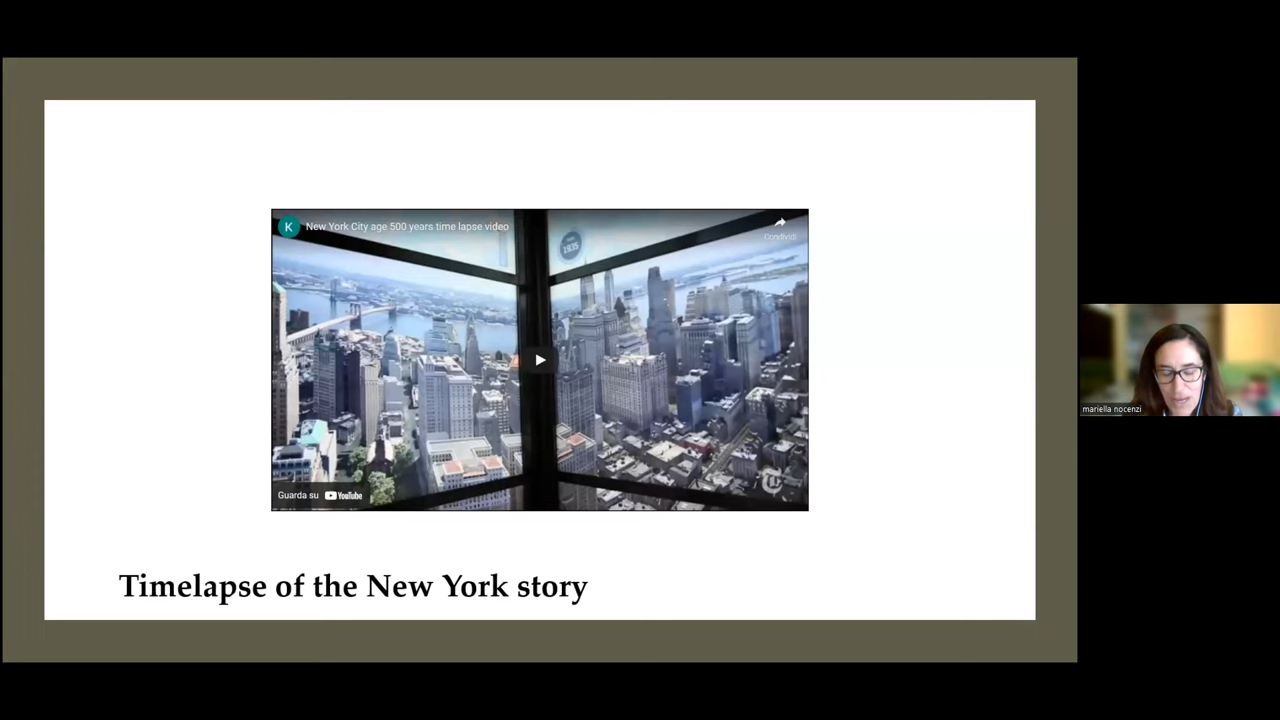 K New York City age 500 years time lapse video
Condividi
1935
Guarda su YouTube
Timelapse of the New York story
mariella nocenzi